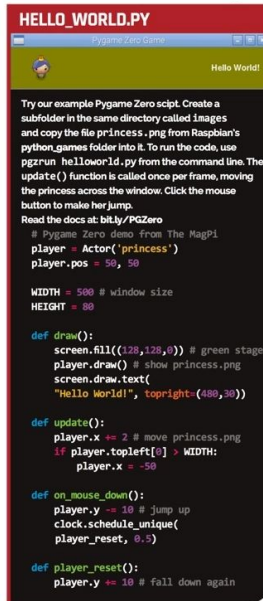 HELLO_WORLD.PY
Pygame Zero Game
Hello World!
Try our example Pygame Zero scipt. Create a
subfolder in the same directory called images
and copy the file princess.png from Raspbian's
python_games folder into it. To run the code, use
pgzrun helloworld.py from the command line. The
update() function is called once per frame, moving
the princess across the window. Click the mouse
button to make her jump.
Read the docs at: bit.ly/PGZero
# Pygame Zero demo from The MagPi
player = Actor('princess')
player.pos = 50, 50
WIDTH = 500 # window size
HEIGHT = 80
def draw():
screen.fill((128,128,0)) # green stage
player.draw() # show princess.png
screen.draw.text(
"Hello World!", topright=(480,30))
def update():
player.x += 2 # move princess.png
if player.topleft[0] > WIDTH:
player.x = -50
def on_mouse_down():
player.y -= 10 # jump up
clock.schedule_unique(
player_reset, 0.5)
def player_reset():
player.y += 10 # fall down again